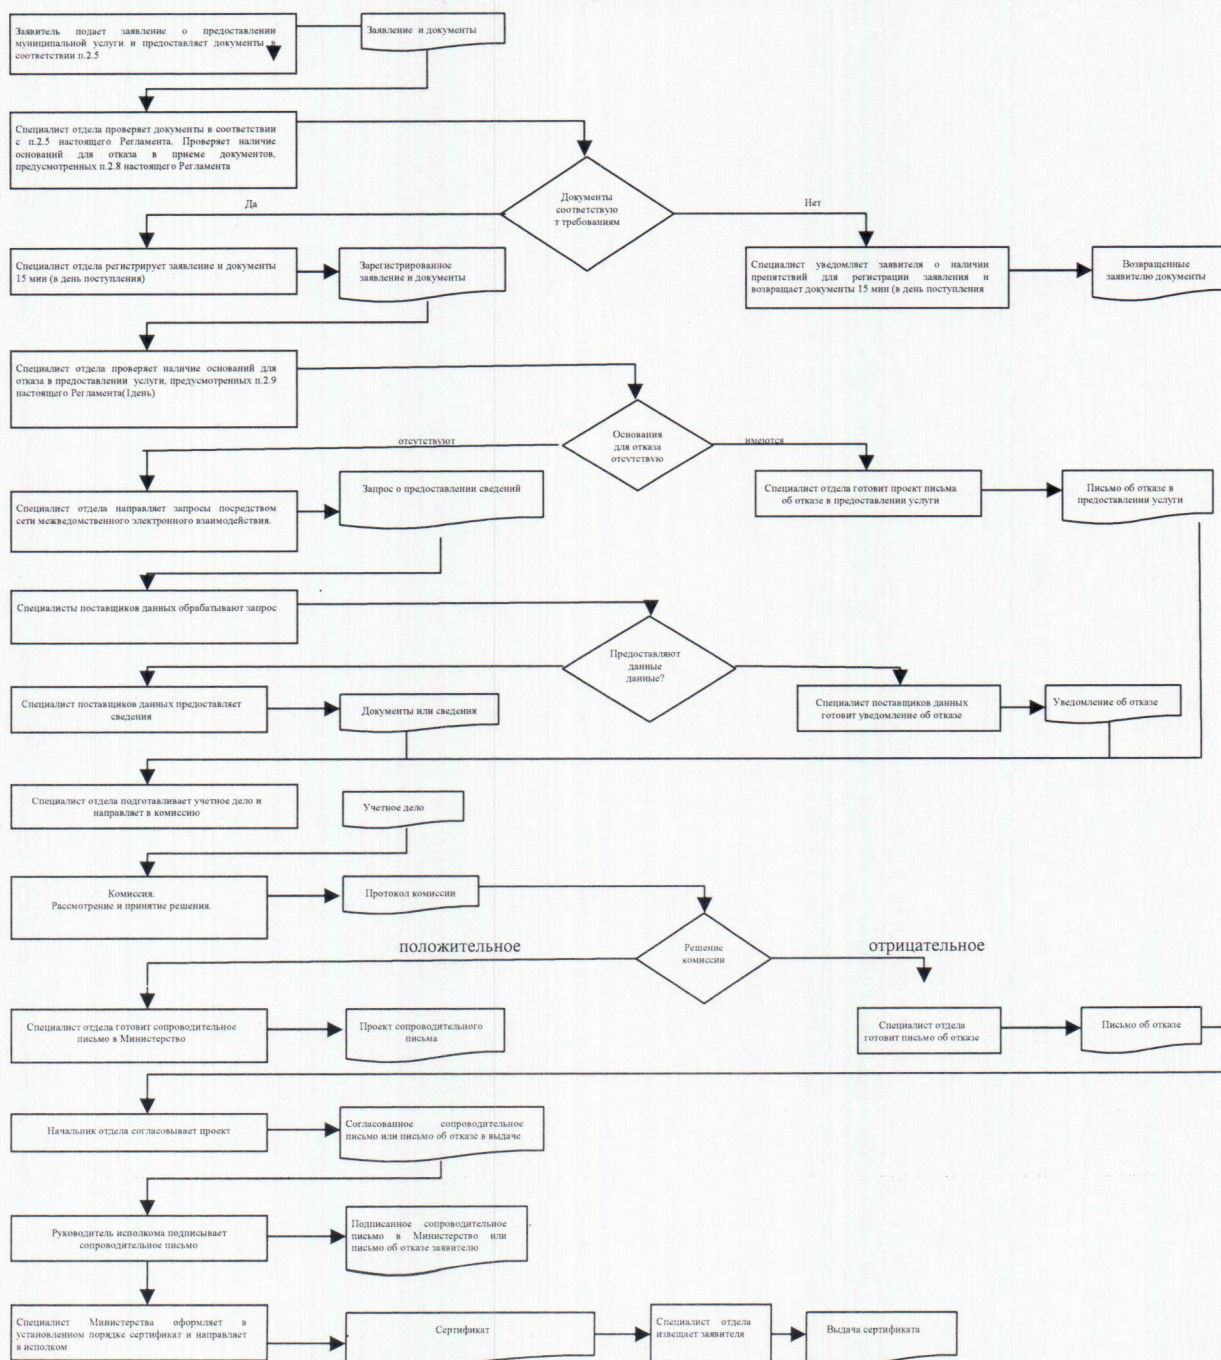 Заявитель подает заявление о предоставлении
муниципальной услуги и предоставляет документы в
соответствии п.2.5
Заявление и документы
Специалист отдела проверяет документы в соответствии
с п.2.5 настоящего Регламента. Проверяет наличие
оснований для отказа в приеме документов,
предусмотренных п.2.8 настоящего Регламента
Документы
соответствую
т требованиям
Да
Нет
Специалист отдела регистрирует заявление и документы
15 мин (в день поступления)
Зарегистрированное
заявление и документы
Специалист уведомляет заявителя о наличии
препятствий для регистрации заявления и
возвращает документы 15 мин (в день поступления
Возвращенные
заявителю документы
Специалист отдела проверяет наличие оснований для
отказа в предоставлении услуги, предусмотренных п.2.9
настоящего Регламента(1день)
Основания
для отказа
отсутствую
отсутствуют
имеются
Специалист отдела направляет запросы посредством
сети межведомственного электронного взаимодействия.
Запрос о предоставлении сведений
Специалист отдела готовит проект письма
об отказе в предоставлении услуги
Письмо об отказе в
предоставлении услуги
Специалисты поставщиков данных обрабатывают запрос
Предоставляют
данные
данные?
Специалист поставщиков данных предоставляет
сведения
Документы или сведения
Специалист поставщиков данных
готовит уведомление об отказе
Уведомление об отказе
Специалист отдела подготавливает учетное дело и
направляет в комиссию
Учетное дело
Комиссия.
Рассмотрение и принятие решения.
Протокол комиссии
Решение
комиссии
положительное
отрицательное
Специалист отдела готовит сопроводительное
письмо в Министерство
Проект сопроводительного
письма
Специалист отдела
готовит письмо об отказе
Письмо об отказе
Начальник отдела согласовывает проект
Согласованное сопроводительное
письмо или письмо об отказе в выдаче
Руководитель исполкома подписывает
сопроводительное письмо
Подписанное сопроводительное
письмо в Министерство или
письмо об отказе заявителю
Специалист Министерства оформляет в
установленном порядке сертификат и направляет
в исполком
Сертификат
Специалист отдела
извещает заявителя
Выдача сертификата